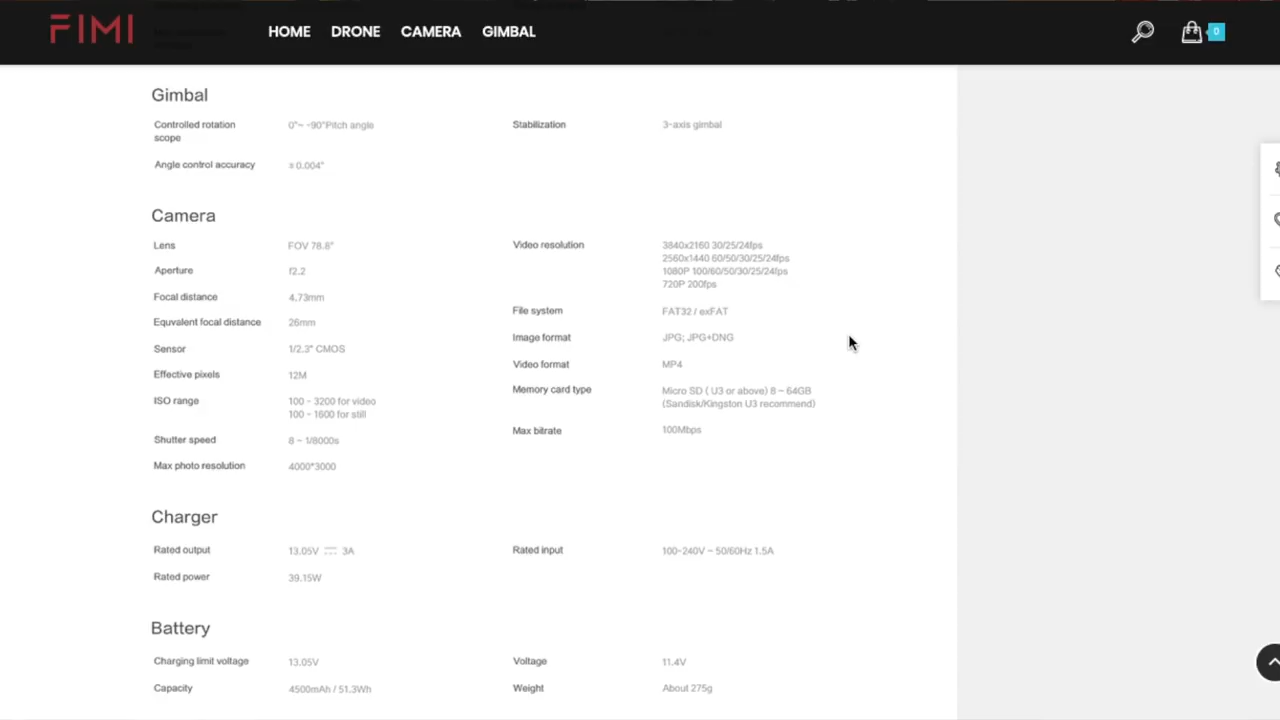 FIMI
HOME DRONE CAMERA GIMBAL
0
Gimbal
Controlled rotation scope 0°~ -90°Pitch angle
Stabilization 3-axis gimbal
Angle control accuracy ± 0.004°
Camera
Lens FOV 78.8°
Aperture f2.2
Focal distance 4.73mm
Equvalent focal distance 26mm
Sensor 1/2.3" CMOS
Effective pixels 12M
ISO range 100 ~ 3200 for video
100 ~ 1600 for still
Shutter speed 8 ~ 1/8000s
Max photo resolution 4000*3000
Video resolution 3840x2160 30/25/24fps
2560x1440 60/50/30/25/24fps
1080P 100/60/50/30/25/24fps
720P 200fps
File system FAT32 / exFAT
Image format JPG; JPG+DNG
Video format MP4
Memory card type Micro SD ( U3 or above) 8 ~ 64GB
(Sandisk/Kingston U3 recommend)
Max bitrate 100Mbps
Charger
Rated output 13.05V ⎓ 3A
Rated input 100-240V ~ 50/60Hz 1.5A
Rated power 39.15W
Battery
Charging limit voltage 13.05V
Voltage 11.4V
Capacity 4500mAh / 51.3Wh
Weight About 275g